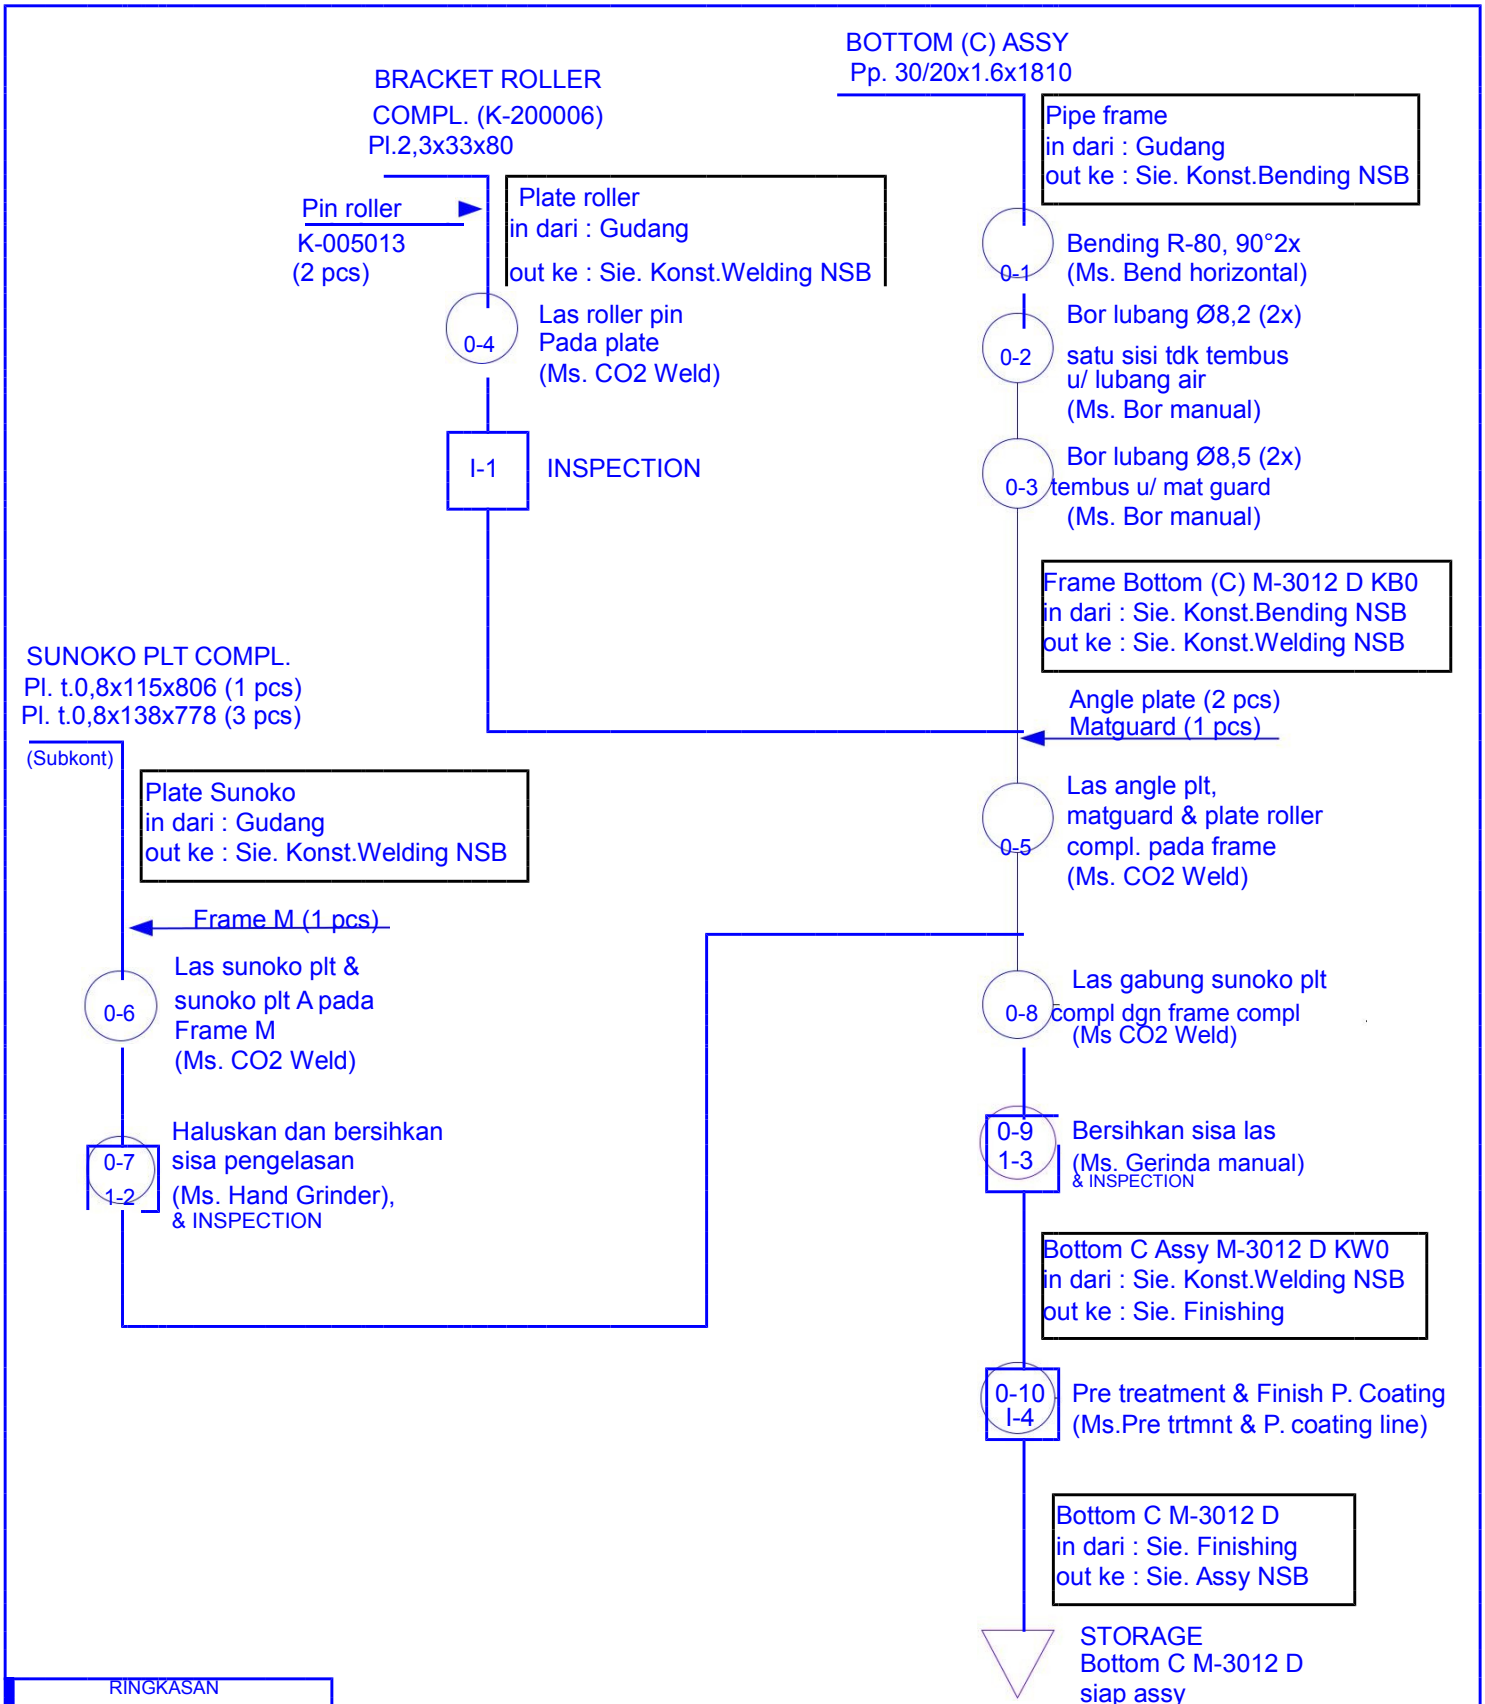 BOTTOM (C) ASSY
Pp. 30/20x1.6x1810
BRACKET ROLLER
COMPL. (K-200006)
Pl.2,3x33x80
Pipe frame
in dari : Gudang
out ke : Sie. Konst.Bending NSB
Pin roller
K-005013
(2 pcs)
Plate roller
in dari : Gudang
out ke : Sie. Konst.Welding NSB
0-1
Bending R-80, 90°2x
(Ms. Bend horizontal)
0-4
Las roller pin
Pada plate
(Ms. CO2 Weld)
0-2
Bor lubang Ø8,2 (2x)
satu sisi tdk tembus
u/ lubang air
(Ms. Bor manual)
I-1
INSPECTION
0-3
Bor lubang Ø8,5 (2x)
tembus u/ mat guard
(Ms. Bor manual)
Frame Bottom (C) M-3012 D KB0
in dari : Sie. Konst.Bending NSB
out ke : Sie. Konst.Welding NSB
SUNOKO PLT COMPL.
Pl. t.0,8x115x806 (1 pcs)
Pl. t.0,8x138x778 (3 pcs)
(Subkont)
Angle plate (2 pcs)
Matguard (1 pcs)
Plate Sunoko
in dari : Gudang
out ke : Sie. Konst.Welding NSB
0-5
Las angle plt,
matguard & plate roller
compl. pada frame
(Ms. CO2 Weld)
Frame M (1 pcs)
0-6
Las sunoko plt &
sunoko plt A pada
Frame M
(Ms. CO2 Weld)
0-8
Las gabung sunoko plt
compl dgn frame compl
(Ms CO2 Weld)
0-7
1-2
Haluskan dan bersihkan
sisa pengelasan
(Ms. Hand Grinder),
& INSPECTION
0-9
1-3
Bersihkan sisa las
(Ms. Gerinda manual)
& INSPECTION
Bottom C Assy M-3012 D KW0
in dari : Sie. Konst.Welding NSB
out ke : Sie. Finishing
0-10
I-4
Pre treatment & Finish P. Coating
(Ms.Pre trtmnt & P. coating line)
Bottom C M-3012 D
in dari : Sie. Finishing
out ke : Sie. Assy NSB
STORAGE
Bottom C M-3012 D
siap assy
RINGKASAN